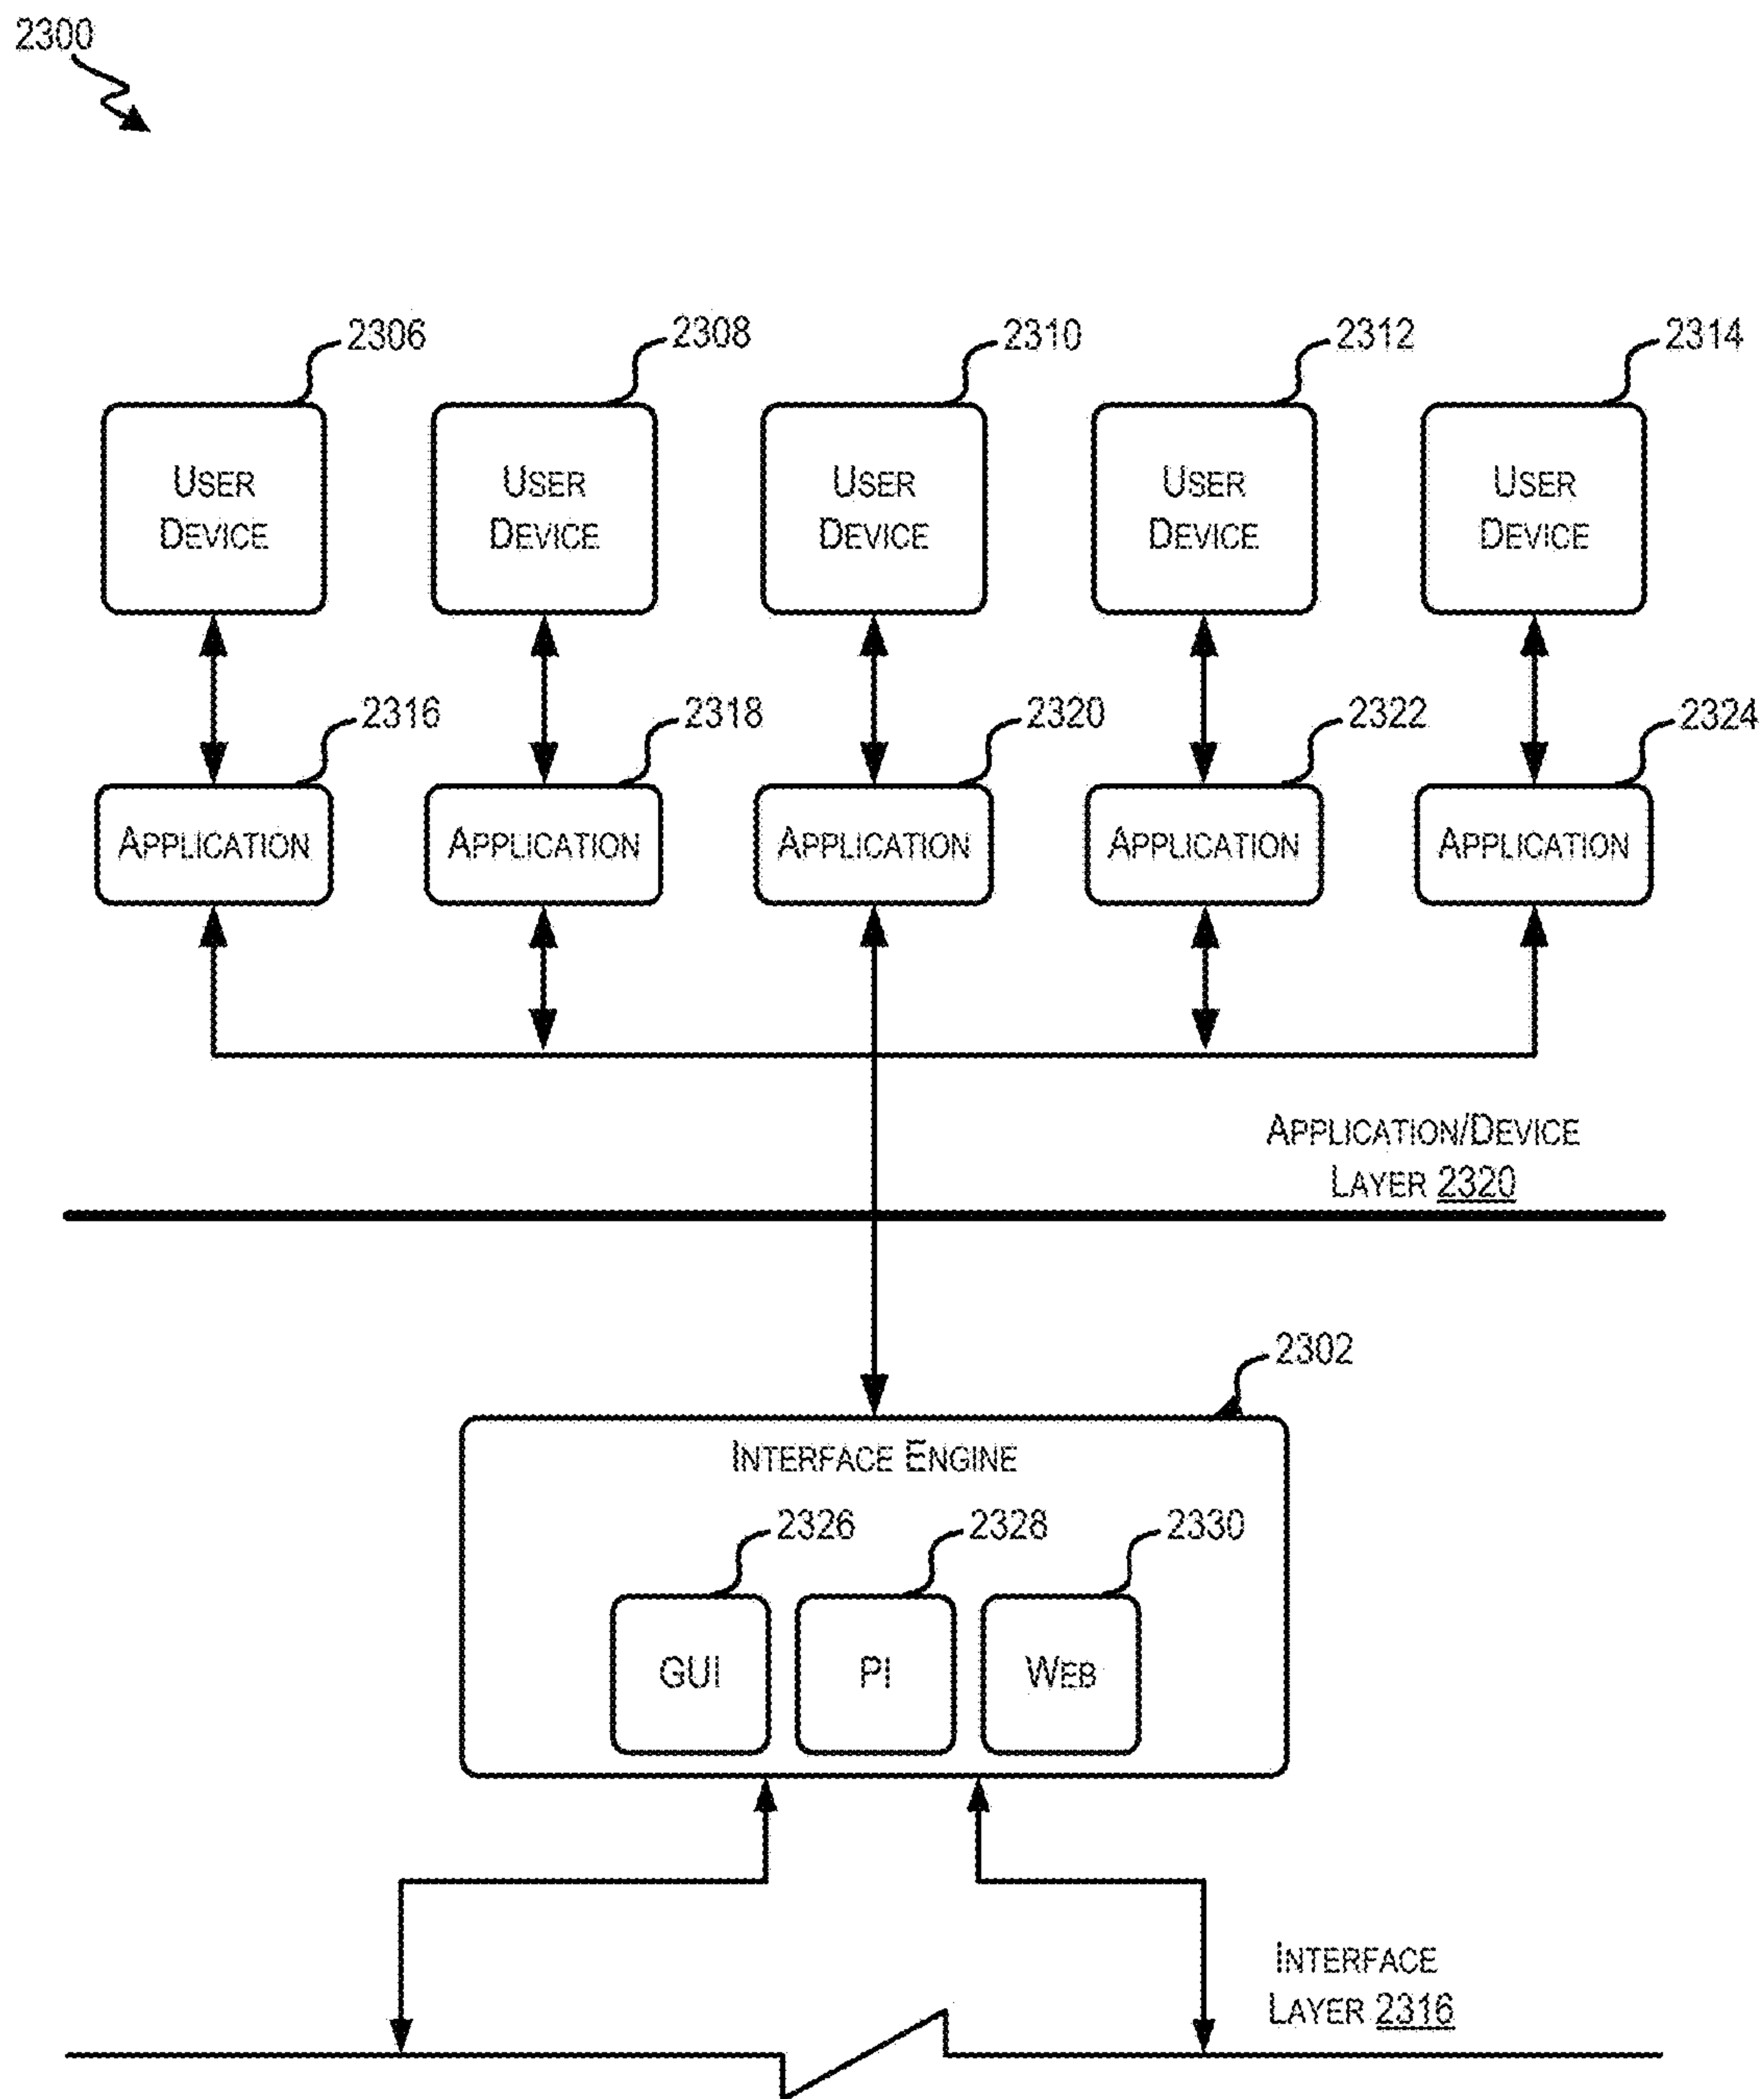 2300
2306
2308
2310
2312
2314
USER
DEVICE
USER
DEVICE
USER
DEVICE
USER
DEVICE
USER
DEVICE
2316
2318
2320
2322
2324
APPLICATION
APPLICATION
APPLICATION
APPLICATION
APPLICATION
APPLICATION/DEVICE
LAYER 2320
2302
INTERFACE ENGINE
2326
2328
2330
GUI
PI
WEB
INTERFACE
LAYER 2316